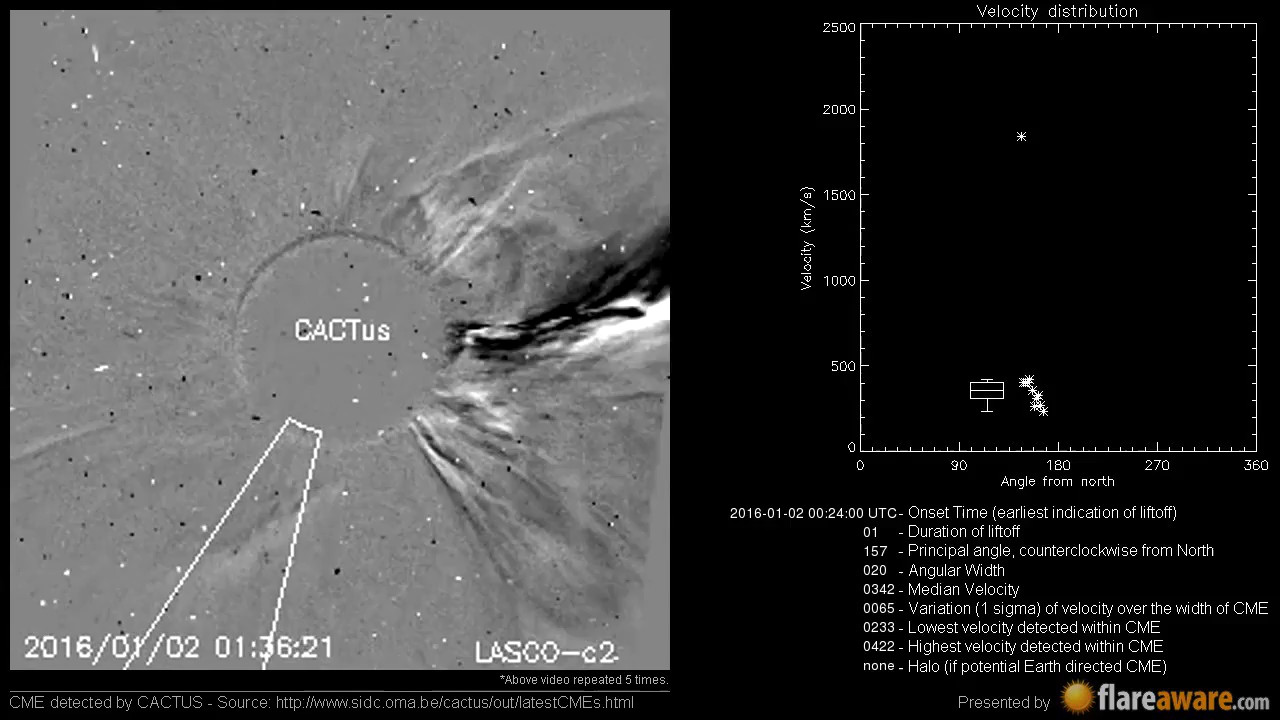 CACTus
2016/01/02 01:36:21
LASCO-c2
*Above video repeated 5 times.
CME detected by CACTUS - Source: http://www.sidc.oma.be/cactus/out/latestCMEs.html
Velocity distribution
2500
2000
1500
1000
500
0
Velocity (km/s)
0 90 180 270 360
Angle from north
2016-01-02 00:24:00 UTC - Onset Time (earliest indication of liftoff)
01 - Duration of liftoff
157 - Principal angle, counterclockwise from North
020 - Angular Width
0342 - Median Velocity
0065 - Variation (1 sigma) of velocity over the width of CME
0233 - Lowest velocity detected within CME
0422 - Highest velocity detected within CME
none - Halo (if potential Earth directed CME)
Presented by flareaware.com